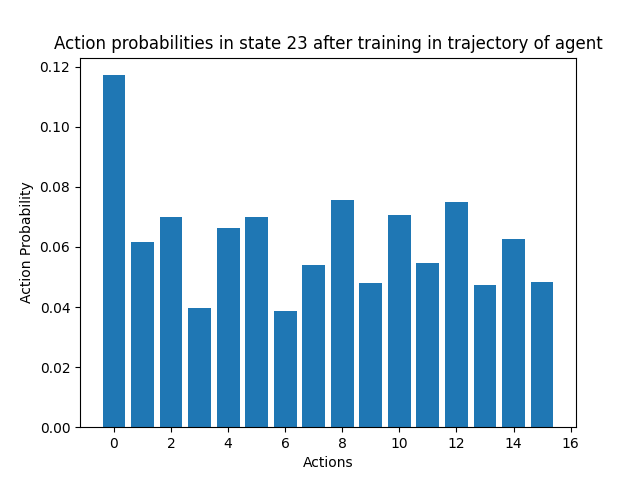 Action probabilities in state 23 after training in trajectory of agent
0.12
0.10
0.08
0.06
0.04
0.02
0.00
Action Probability
0 2 4 6 8 10 12 14 16
Actions